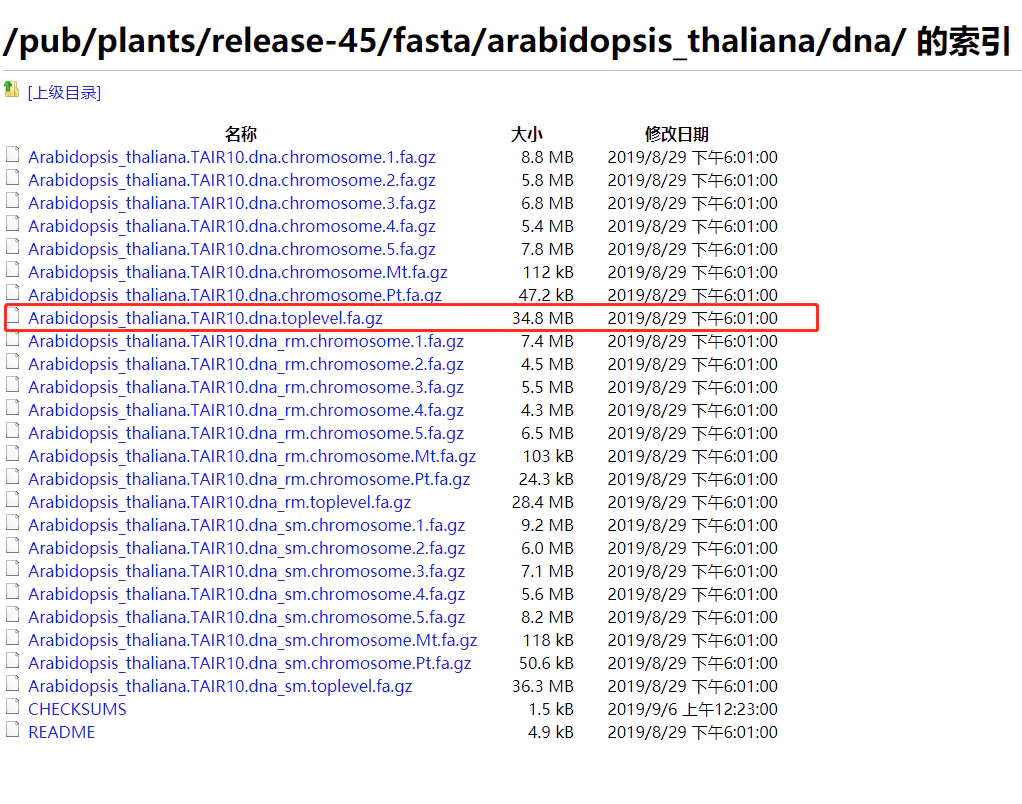 /pub/plants/release-45/fasta/arabidopsis_thaliana/dna/ 的索引
[上级目录]
名称 大小 修改日期
Arabidopsis_thaliana.TAIR10.dna.chromosome.1.fa.gz 8.8 MB 2019/8/29 下午6:01:00
Arabidopsis_thaliana.TAIR10.dna.chromosome.2.fa.gz 5.8 MB 2019/8/29 下午6:01:00
Arabidopsis_thaliana.TAIR10.dna.chromosome.3.fa.gz 6.8 MB 2019/8/29 下午6:01:00
Arabidopsis_thaliana.TAIR10.dna.chromosome.4.fa.gz 5.4 MB 2019/8/29 下午6:01:00
Arabidopsis_thaliana.TAIR10.dna.chromosome.5.fa.gz 7.8 MB 2019/8/29 下午6:01:00
Arabidopsis_thaliana.TAIR10.dna.chromosome.Mt.fa.gz 112 kB 2019/8/29 下午6:01:00
Arabidopsis_thaliana.TAIR10.dna.chromosome.Pt.fa.gz 47.2 kB 2019/8/29 下午6:01:00
Arabidopsis_thaliana.TAIR10.dna.toplevel.fa.gz 34.8 MB 2019/8/29 下午6:01:00
Arabidopsis_thaliana.TAIR10.dna_rm.chromosome.1.fa.gz 7.4 MB 2019/8/29 下午6:01:00
Arabidopsis_thaliana.TAIR10.dna_rm.chromosome.2.fa.gz 4.5 MB 2019/8/29 下午6:01:00
Arabidopsis_thaliana.TAIR10.dna_rm.chromosome.3.fa.gz 5.5 MB 2019/8/29 下午6:01:00
Arabidopsis_thaliana.TAIR10.dna_rm.chromosome.4.fa.gz 4.3 MB 2019/8/29 下午6:01:00
Arabidopsis_thaliana.TAIR10.dna_rm.chromosome.5.fa.gz 6.5 MB 2019/8/29 下午6:01:00
Arabidopsis_thaliana.TAIR10.dna_rm.chromosome.Mt.fa.gz 103 kB 2019/8/29 下午6:01:00
Arabidopsis_thaliana.TAIR10.dna_rm.chromosome.Pt.fa.gz 24.3 kB 2019/8/29 下午6:01:00
Arabidopsis_thaliana.TAIR10.dna_rm.toplevel.fa.gz 28.4 MB 2019/8/29 下午6:01:00
Arabidopsis_thaliana.TAIR10.dna_sm.chromosome.1.fa.gz 9.2 MB 2019/8/29 下午6:01:00
Arabidopsis_thaliana.TAIR10.dna_sm.chromosome.2.fa.gz 6.0 MB 2019/8/29 下午6:01:00
Arabidopsis_thaliana.TAIR10.dna_sm.chromosome.3.fa.gz 7.1 MB 2019/8/29 下午6:01:00
Arabidopsis_thaliana.TAIR10.dna_sm.chromosome.4.fa.gz 5.6 MB 2019/8/29 下午6:01:00
Arabidopsis_thaliana.TAIR10.dna_sm.chromosome.5.fa.gz 8.2 MB 2019/8/29 下午6:01:00
Arabidopsis_thaliana.TAIR10.dna_sm.chromosome.Mt.fa.gz 118 kB 2019/8/29 下午6:01:00
Arabidopsis_thaliana.TAIR10.dna_sm.chromosome.Pt.fa.gz 50.6 kB 2019/8/29 下午6:01:00
Arabidopsis_thaliana.TAIR10.dna_sm.toplevel.fa.gz 36.3 MB 2019/8/29 下午6:01:00
CHECKSUMS 1.5 kB 2019/9/6 上午12:23:00
README 4.9 kB 2019/8/29 下午6:01:00